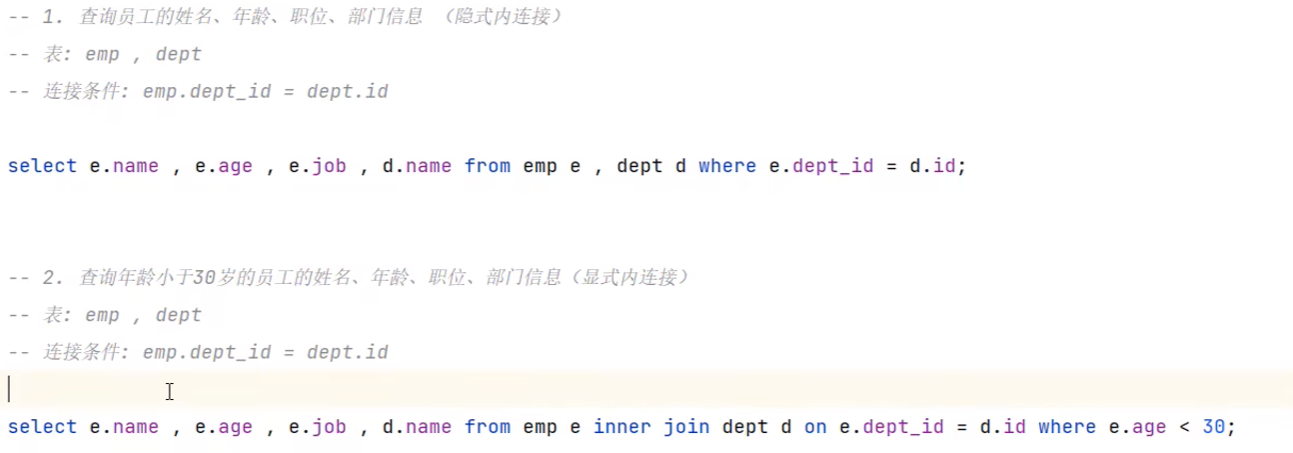 -- 1. 查询员工的姓名、年龄、职位、部门信息 （隐式内连接）
-- 表: emp , dept
-- 连接条件: emp.dept_id = dept.id
select e.name , e.age , e.job , d.name from emp e , dept d where e.dept_id = d.id;
-- 2. 查询年龄小于30岁的员工的姓名、年龄、职位、部门信息（显式内连接）
-- 表: emp , dept
-- 连接条件: emp.dept_id = dept.id
select e.name , e.age , e.job , d.name from emp e inner join dept d on e.dept_id = d.id where e.age < 30;